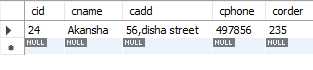 cid cname cadd cphone corder
24 Akansha 56,disha street 497856 235
NULL NULL NULL NULL NULL